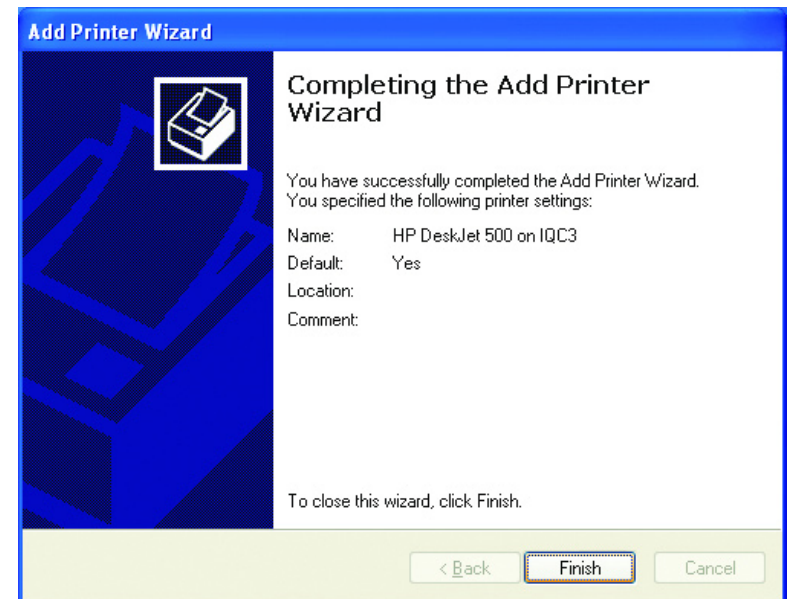 Add Printer Wizard
Completing the Add Printer
Wizard
You have successfully completed the Add Printer Wizard.
You specified the following printer settings:
Name: HP DeskJet 500 on IQC3
Default: Yes
Location:
Comment:
To close this wizard, click Finish.
< Back Finish Cancel